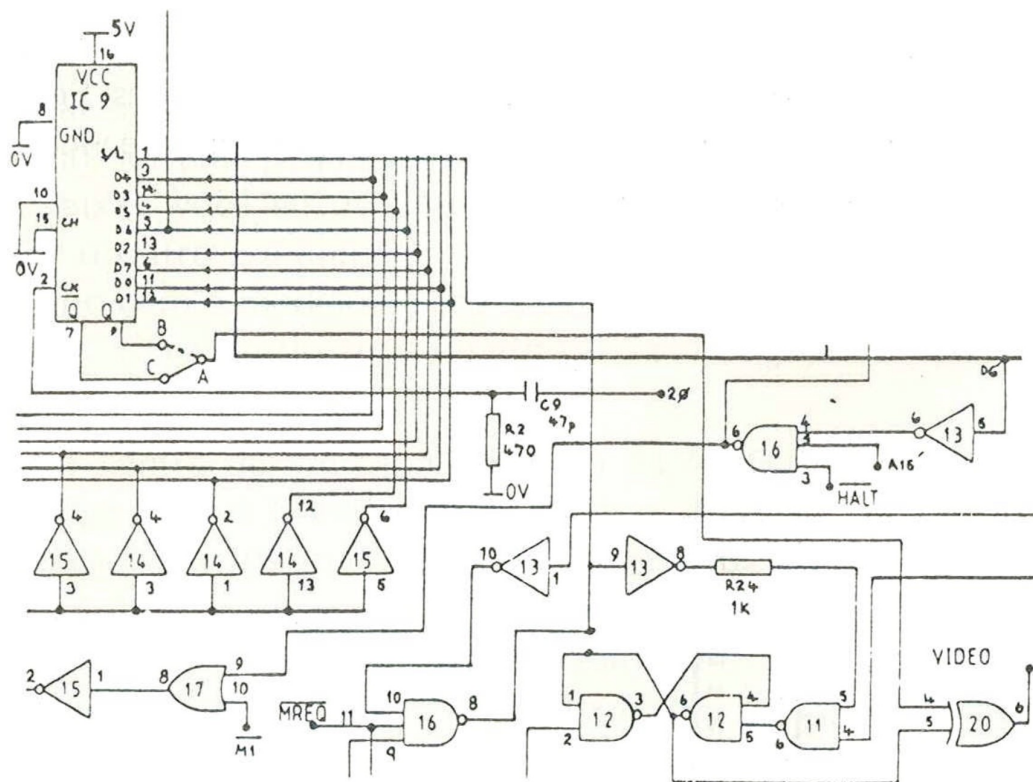 5V
16
VCC
IC 9
8
GND
0V
S/L 1
D4 3
D3 14
D5 4
D6 5
D2 13
D7 6
D0 11
D1 12
10
15 CH
0V
2 CK
Q Q
7
B
C
A
D6
2Ø
C9
47p
R2
470
0V
6 16 4
3
6 13 5
A15
HALT
4 4 2 12 6
15 14 14 14 15
3 3 1 13 5
10 13 1
9 13 8
R24
1K
2 15 1
8 17 9
10
M1
MREQ
11
10
9
16 8
1
2
12 3
6 12 4
5
6 11 5
4
VIDEO
4
5
20
6